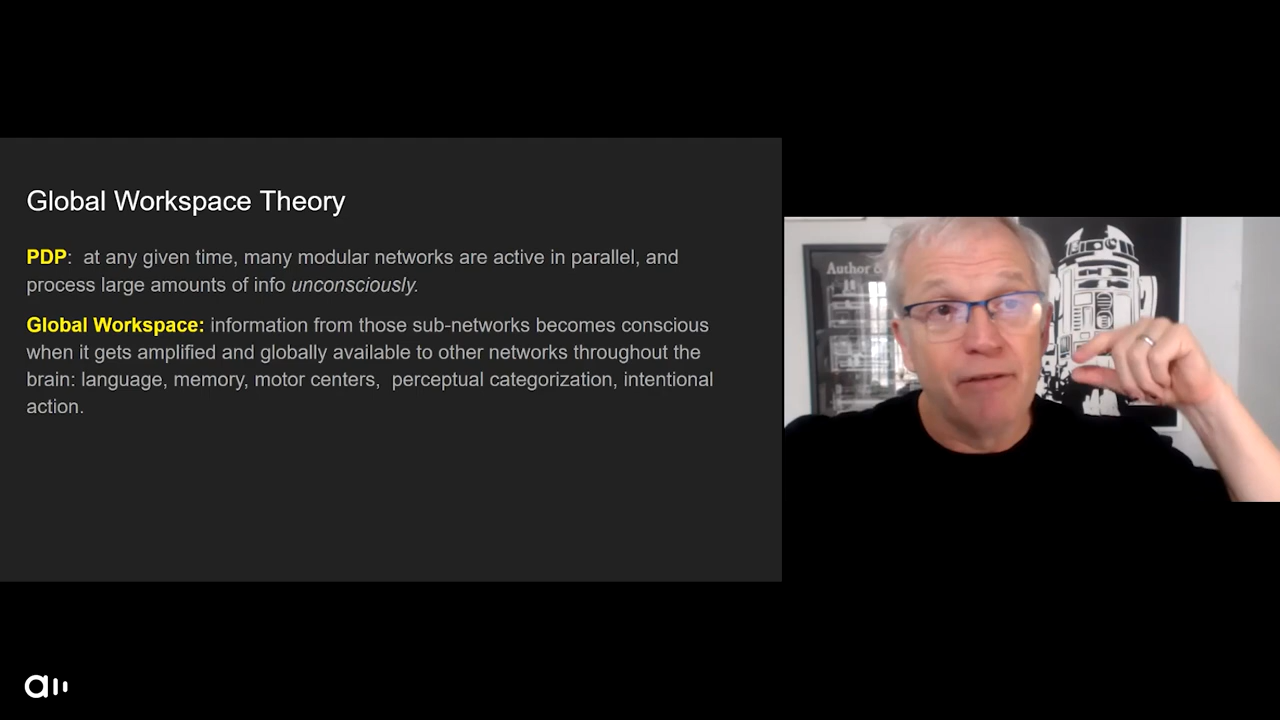 Global Workspace Theory
PDP:  at any given time, many modular networks are active in parallel, and
process large amounts of info unconsciously.
Global Workspace: information from those sub-networks becomes conscious
when it gets amplified and globally available to other networks throughout the
brain: language, memory, motor centers,  perceptual categorization, intentional
action.
Author &